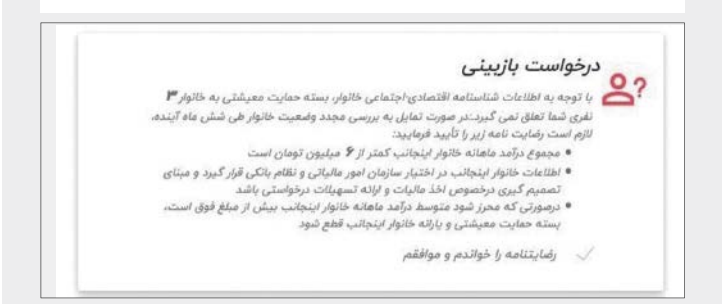 درخواست بازبینی
با توجه به اطلاعات شناسنامه اقتصادی-اجتماعی خانوار، بسته حمایت معیشتی به خانوار ۳
نفری شما تعلق نمی گیرد.در صورت تمایل به بررسی مجدد وضعیت خانوار طی شش ماه آینده،
لازم است رضایت نامه زیر را تأیید فرمایید:
• مجموع درآمد ماهانه خانوار اینجانب کمتر از ۶ میلیون تومان است
• اطلاعات خانوار اینجانب در اختیار سازمان امور مالیاتی و نظام بانکی قرار گیرد و مبنای
تصمیم گیری درخصوص اخذ مالیات و ارائه تسهیلات درخواستی باشد
• درصورتی که محرز شود متوسط درآمد ماهانه خانوار اینجانب بیش از مبلغ فوق است،
بسته حمایت معیشتی و یارانه خانوار اینجانب قطع شود
رضایتنامه را خواندم و موافقم